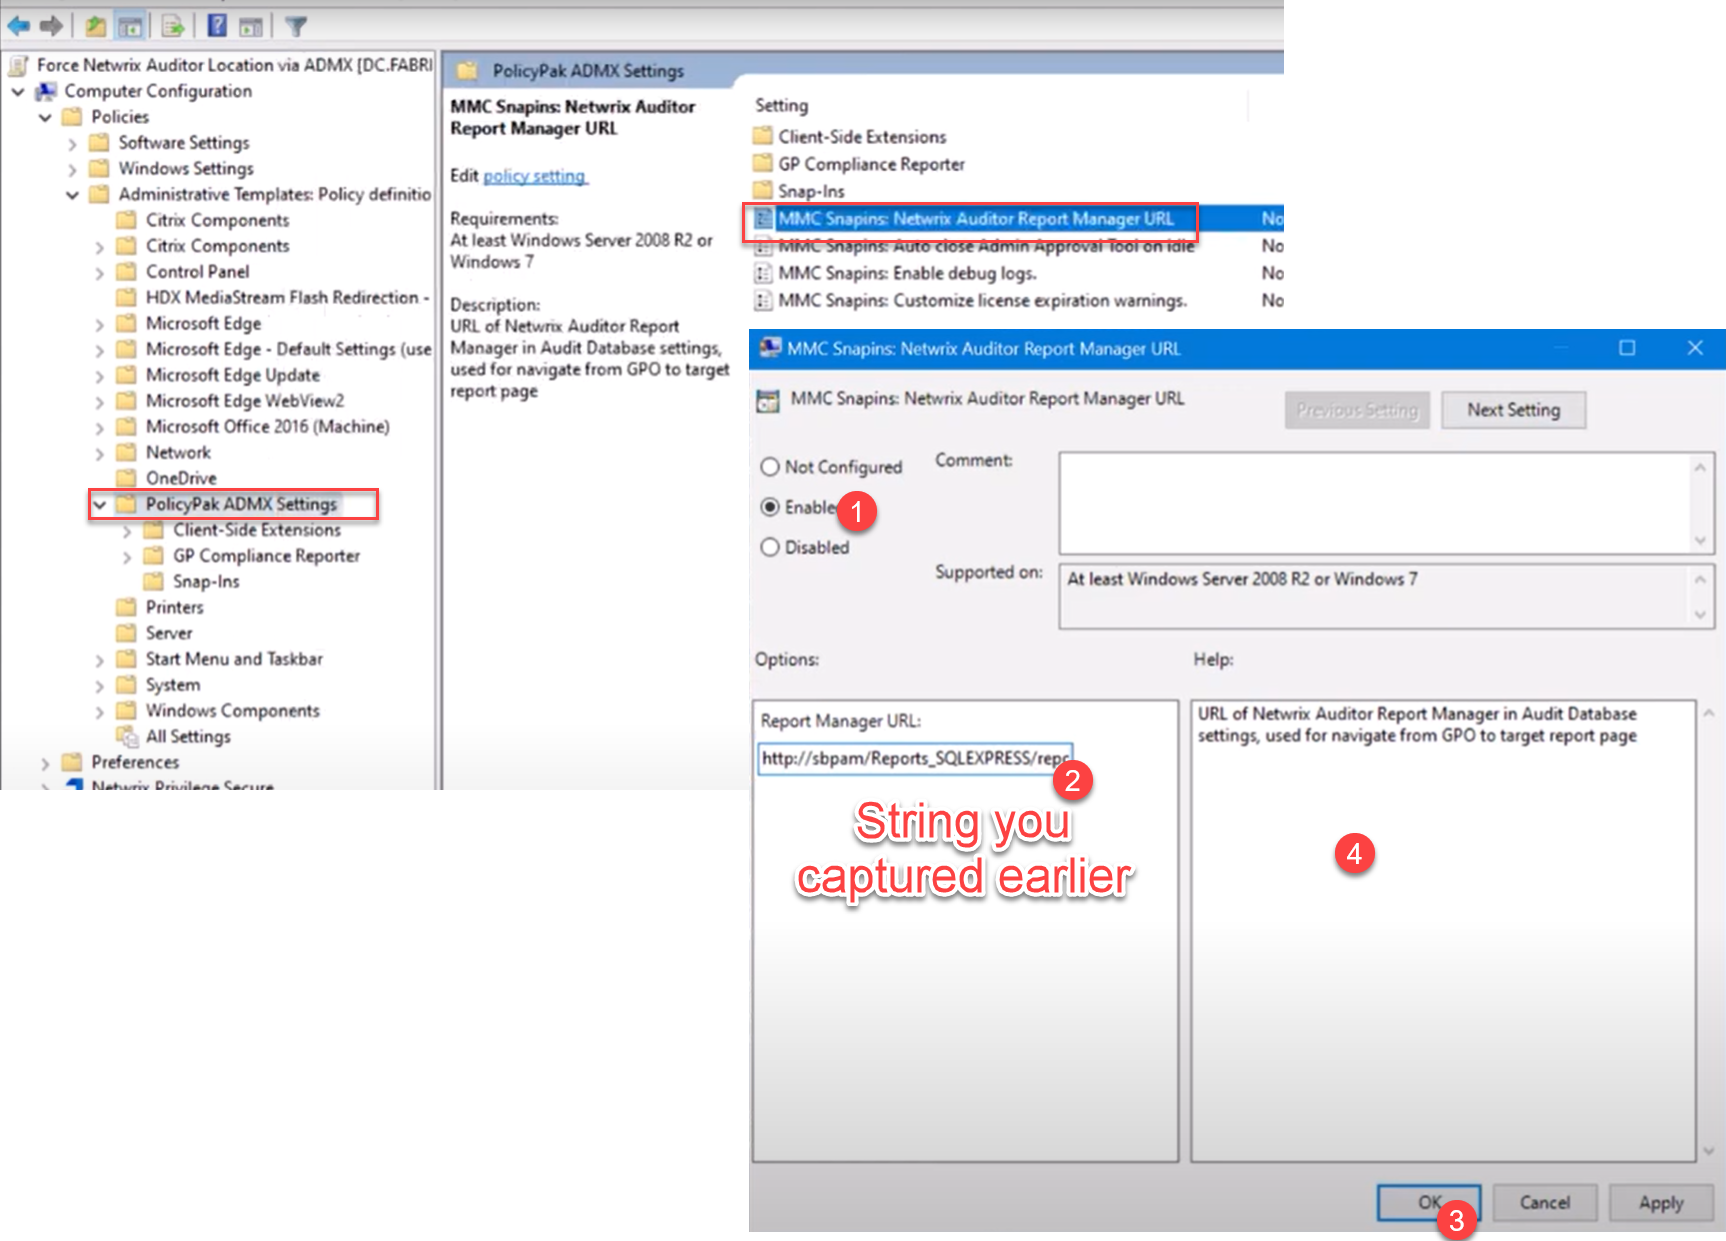 Force Netwrix Auditor Location via ADMX [DC.FABRI
Computer Configuration
Policies
Software Settings
Windows Settings
Administrative Templates: Policy definitio
Citrix Components
Citrix Components
Control Panel
HDX MediaStream Flash Redirection -
Microsoft Edge
Microsoft Edge - Default Settings (use
Microsoft Edge Update
Microsoft Edge WebView2
Microsoft Office 2016 (Machine)
Network
OneDrive
PolicyPak ADMX Settings
Client-Side Extensions
GP Compliance Reporter
Snap-Ins
Printers
Server
Start Menu and Taskbar
System
Windows Components
All Settings
Preferences
Netwrix Privilege Secure
PolicyPak ADMX Settings
MMC Snapins: Netwrix Auditor
Report Manager URL
Edit policy setting
Requirements:
At least Windows Server 2008 R2 or
Windows 7
Description:
URL of Netwrix Auditor Report
Manager in Audit Database settings,
used for navigate from GPO to target
report page
Setting
Client-Side Extensions
GP Compliance Reporter
Snap-Ins
MMC Snapins: Netwrix Auditor Report Manager URL No
MMC Snapins: Auto close Admin Approval Tool on Idle No
MMC Snapins: Enable debug logs. No
MMC Snapins: Customize license expiration warnings. No
MMC Snapins: Netwrix Auditor Report Manager URL
MMC Snapins: Netwrix Auditor Report Manager URL
Previous Setting
Next Setting
Not Configured
Comment:
Enable
1
Disabled
Supported on:
At least Windows Server 2008 R2 or Windows 7
Options:
Help:
Report Manager URL:
http://sbpam/Reports_SQLEXPRESS/repo
2
String you
captured earlier
URL of Netwrix Auditor Report Manager in Audit Database
settings, used for navigate from GPO to target report page
4
OK
3
Cancel
Apply